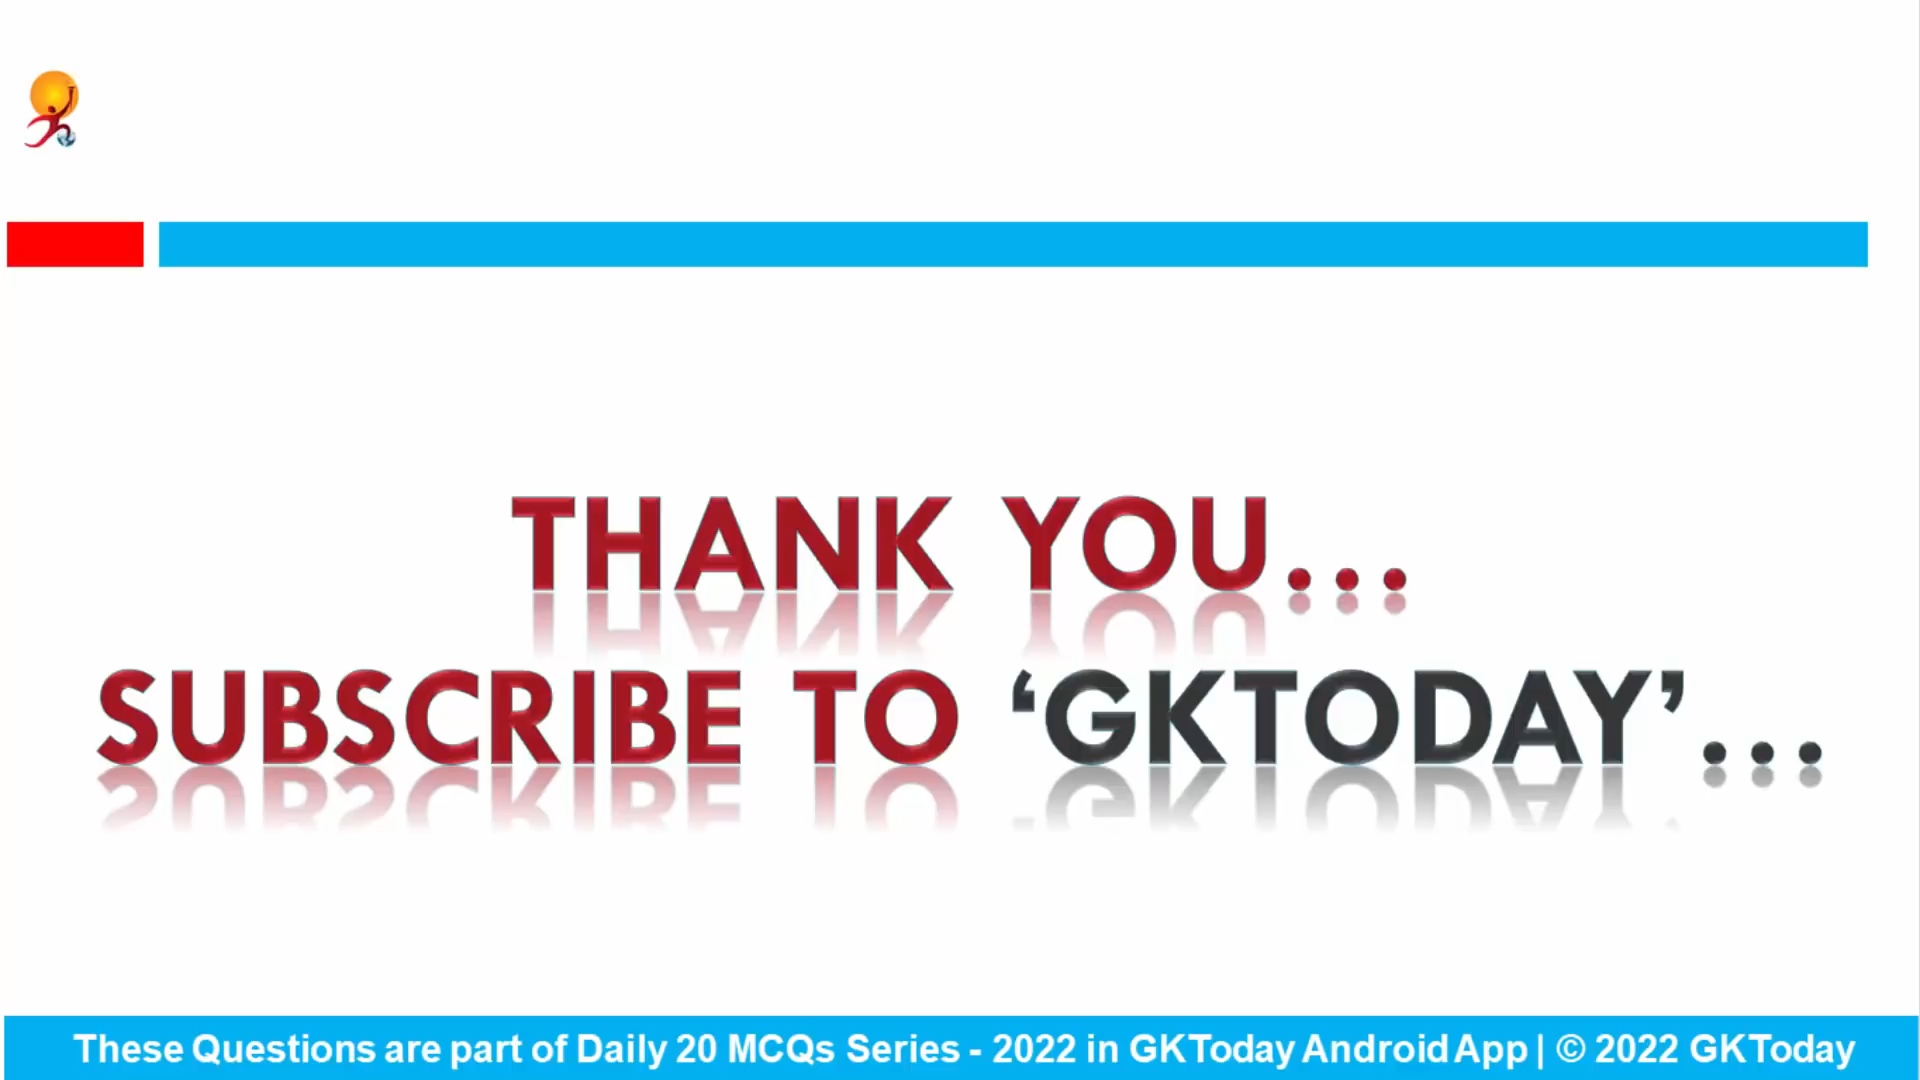 THANK YOU...
SUBSCRIBE TO ‘GKTODAY’...
These Questions are part of Daily 20 MCQs Series - 2022 in GKToday Android App | © 2022 GKToday